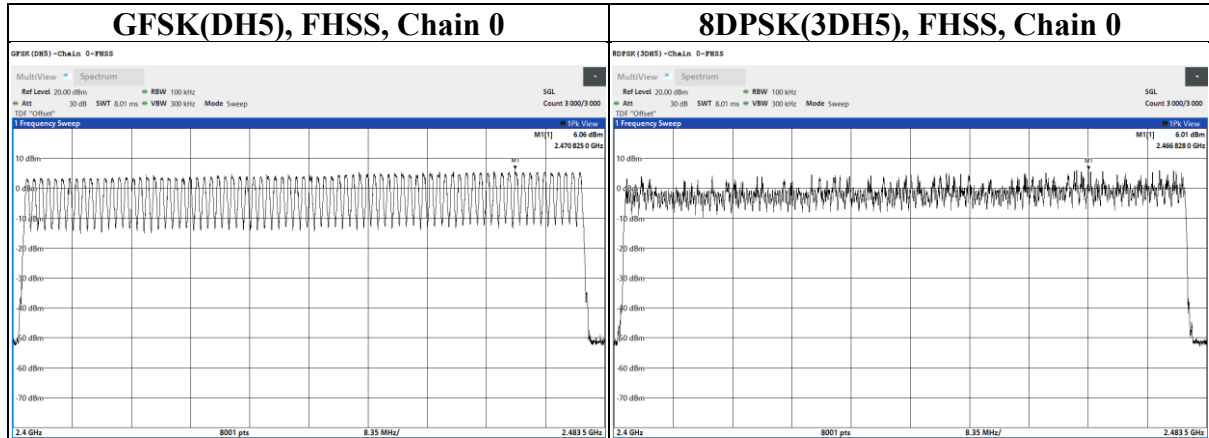 GFSK(DH5), FHSS, Chain 0
GFSK(DH5)-Chain 0-FHSS
MultiView Spectrum
Ref Level 20.00 dBm RBW 100 kHz SGL
Att 30 dB SWT 8.01 ms VBW 300 kHz Mode Sweep Count 3 000/3 000
TDF "Offset"
1 Frequency Sweep 1Pk View
M1[1] 6.06 dBm
2.470 825 0 GHz
M1
10 dBm
0 dBm
-10 dBm
-20 dBm
-30 dBm
-40 dBm
-50 dBm
-60 dBm
-70 dBm
2.4 GHz 8001 pts 8.35 MHz/ 2.483 5 GHz
8DPSK(3DH5), FHSS, Chain 0
8DPSK(3DH5)-Chain 0-FHSS
MultiView Spectrum
Ref Level 20.00 dBm RBW 100 kHz SGL
Att 30 dB SWT 8.01 ms VBW 300 kHz Mode Sweep Count 3 000/3 000
TDF "Offset"
1 Frequency Sweep 1Pk View
M1[1] 6.01 dBm
2.466 828 0 GHz
M1
10 dBm
0 dBm
-10 dBm
-20 dBm
-30 dBm
-40 dBm
-50 dBm
-60 dBm
-70 dBm
2.4 GHz 8001 pts 8.35 MHz/ 2.483 5 GHz